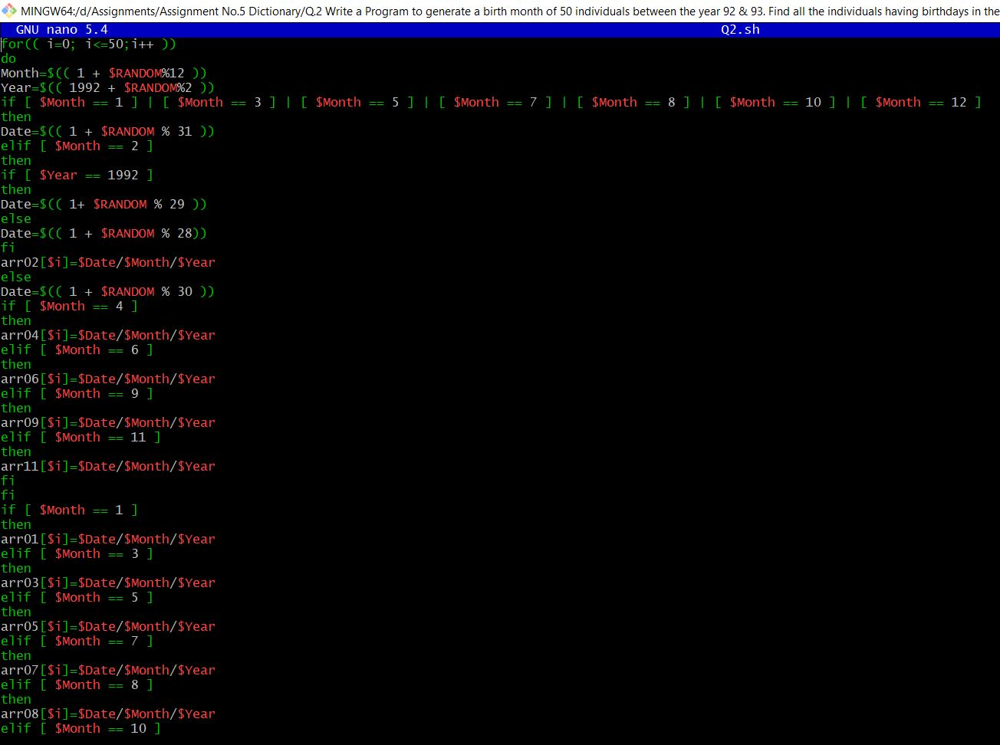 MINGW64:/d/Assignments/Assignment No.5 Dictionary/Q.2 Write a Program to generate a birth month of 50 individuals between the year 92 & 93. Find all the individuals having birthdays in the
GNU nano 5.4 Q2.sh
for(( i=0; i<=50;i++ ))
do
Month=$(( 1 + $RANDOM%12 ))
Year=$(( 1992 + $RANDOM%2 ))
if [ $Month == 1 ] | [ $Month == 3 ] | [ $Month == 5 ] | [ $Month == 7 ] | [ $Month == 8 ] | [ $Month == 10 ] | [ $Month == 12 ]
then
Date=$(( 1 + $RANDOM % 31 ))
elif [ $Month == 2 ]
then
if [ $Year == 1992 ]
then
Date=$(( 1+ $RANDOM % 29 ))
else
Date=$(( 1 + $RANDOM % 28))
fi
arr02[$i]=$Date/$Month/$Year
else
Date=$(( 1 + $RANDOM % 30 ))
if [ $Month == 4 ]
then
arr04[$i]=$Date/$Month/$Year
elif [ $Month == 6 ]
then
arr06[$i]=$Date/$Month/$Year
elif [ $Month == 9 ]
then
arr09[$i]=$Date/$Month/$Year
elif [ $Month == 11 ]
then
arr11[$i]=$Date/$Month/$Year
fi
fi
if [ $Month == 1 ]
then
arr01[$i]=$Date/$Month/$Year
elif [ $Month == 3 ]
then
arr03[$i]=$Date/$Month/$Year
elif [ $Month == 5 ]
then
arr05[$i]=$Date/$Month/$Year
elif [ $Month == 7 ]
then
arr07[$i]=$Date/$Month/$Year
elif [ $Month == 8 ]
then
arr08[$i]=$Date/$Month/$Year
elif [ $Month == 10 ]